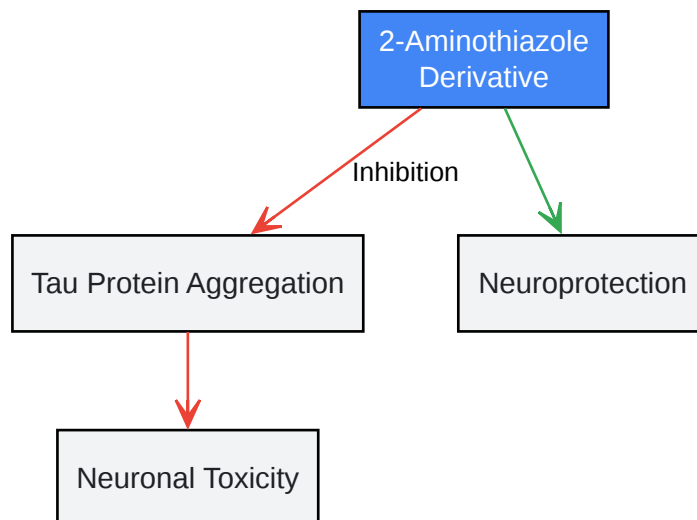 2-Aminothiazole
Derivative
Inhibition
Tau Protein Aggregation
Neuroprotection
Neuronal Toxicity